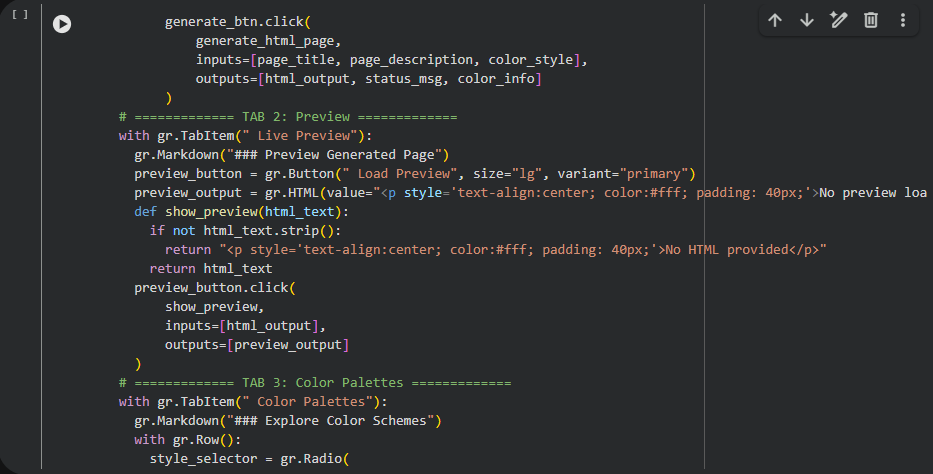 [ ]
generate_btn.click(
generate_html_page,
inputs=[page_title, page_description, color_style],
outputs=[html_output, status_msg, color_info]
)
# ============= TAB 2: Preview =============
with gr.TabItem(" Live Preview"):
gr.Markdown("### Preview Generated Page")
preview_button = gr.Button(" Load Preview", size="lg", variant="primary")
preview_output = gr.HTML(value="<p style='text-align:center; color:#fff; padding: 40px;'>No preview loa
def show_preview(html_text):
if not html_text.strip():
return "<p style='text-align:center; color:#fff; padding: 40px;'>No HTML provided</p>"
return html_text
preview_button.click(
show_preview,
inputs=[html_output],
outputs=[preview_output]
)
# ============= TAB 3: Color Palettes =============
with gr.TabItem(" Color Palettes"):
gr.Markdown("### Explore Color Schemes")
with gr.Row():
style_selector = gr.Radio(